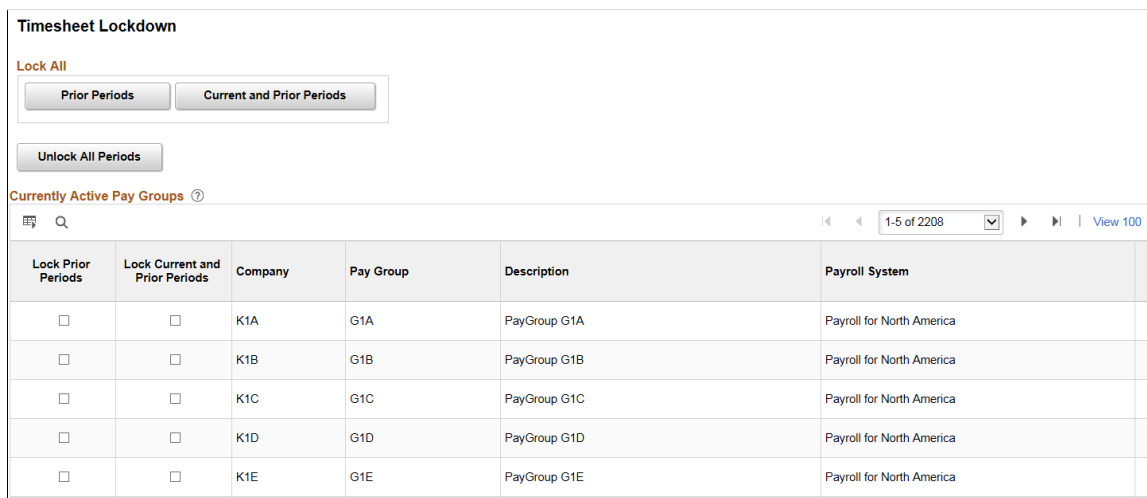 Timesheet Lockdown
Lock All
Prior Periods Current and Prior Periods
Unlock All Periods
Currently Active Pay Groups ?
1-5 of 2208 | View 100
Lock Prior Periods Lock Current and Prior Periods Company Pay Group Description Payroll System
K1A G1A PayGroup G1A Payroll for North America
K1B G1B PayGroup G1B Payroll for North America
K1C G1C PayGroup G1C Payroll for North America
K1D G1D PayGroup G1D Payroll for North America
K1E G1E PayGroup G1E Payroll for North America